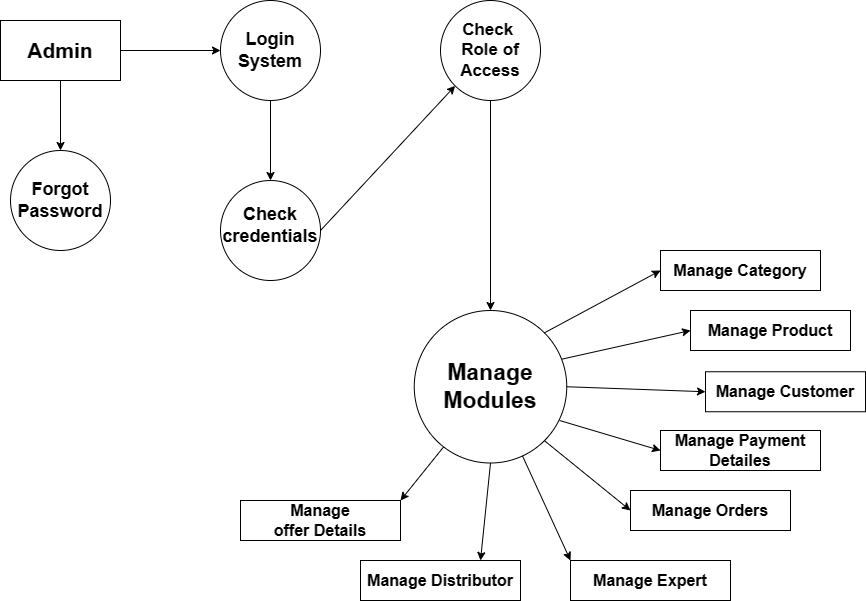 Admin
Login
System
Check
Role of
Access
Forgot
Password
Check
credentials
Manage Category
Manage Product
Manage
Modules
Manage Customer
Manage Payment
Detailes
Manage Orders
Manage
offer Details
Manage Distributor
Manage Expert